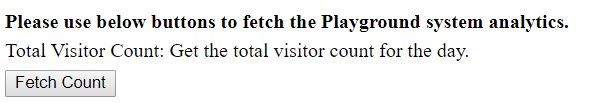 Please use below buttons to fetch the Playground system analytics.
Total Visitor Count: Get the total visitor count for the day.
Fetch Count